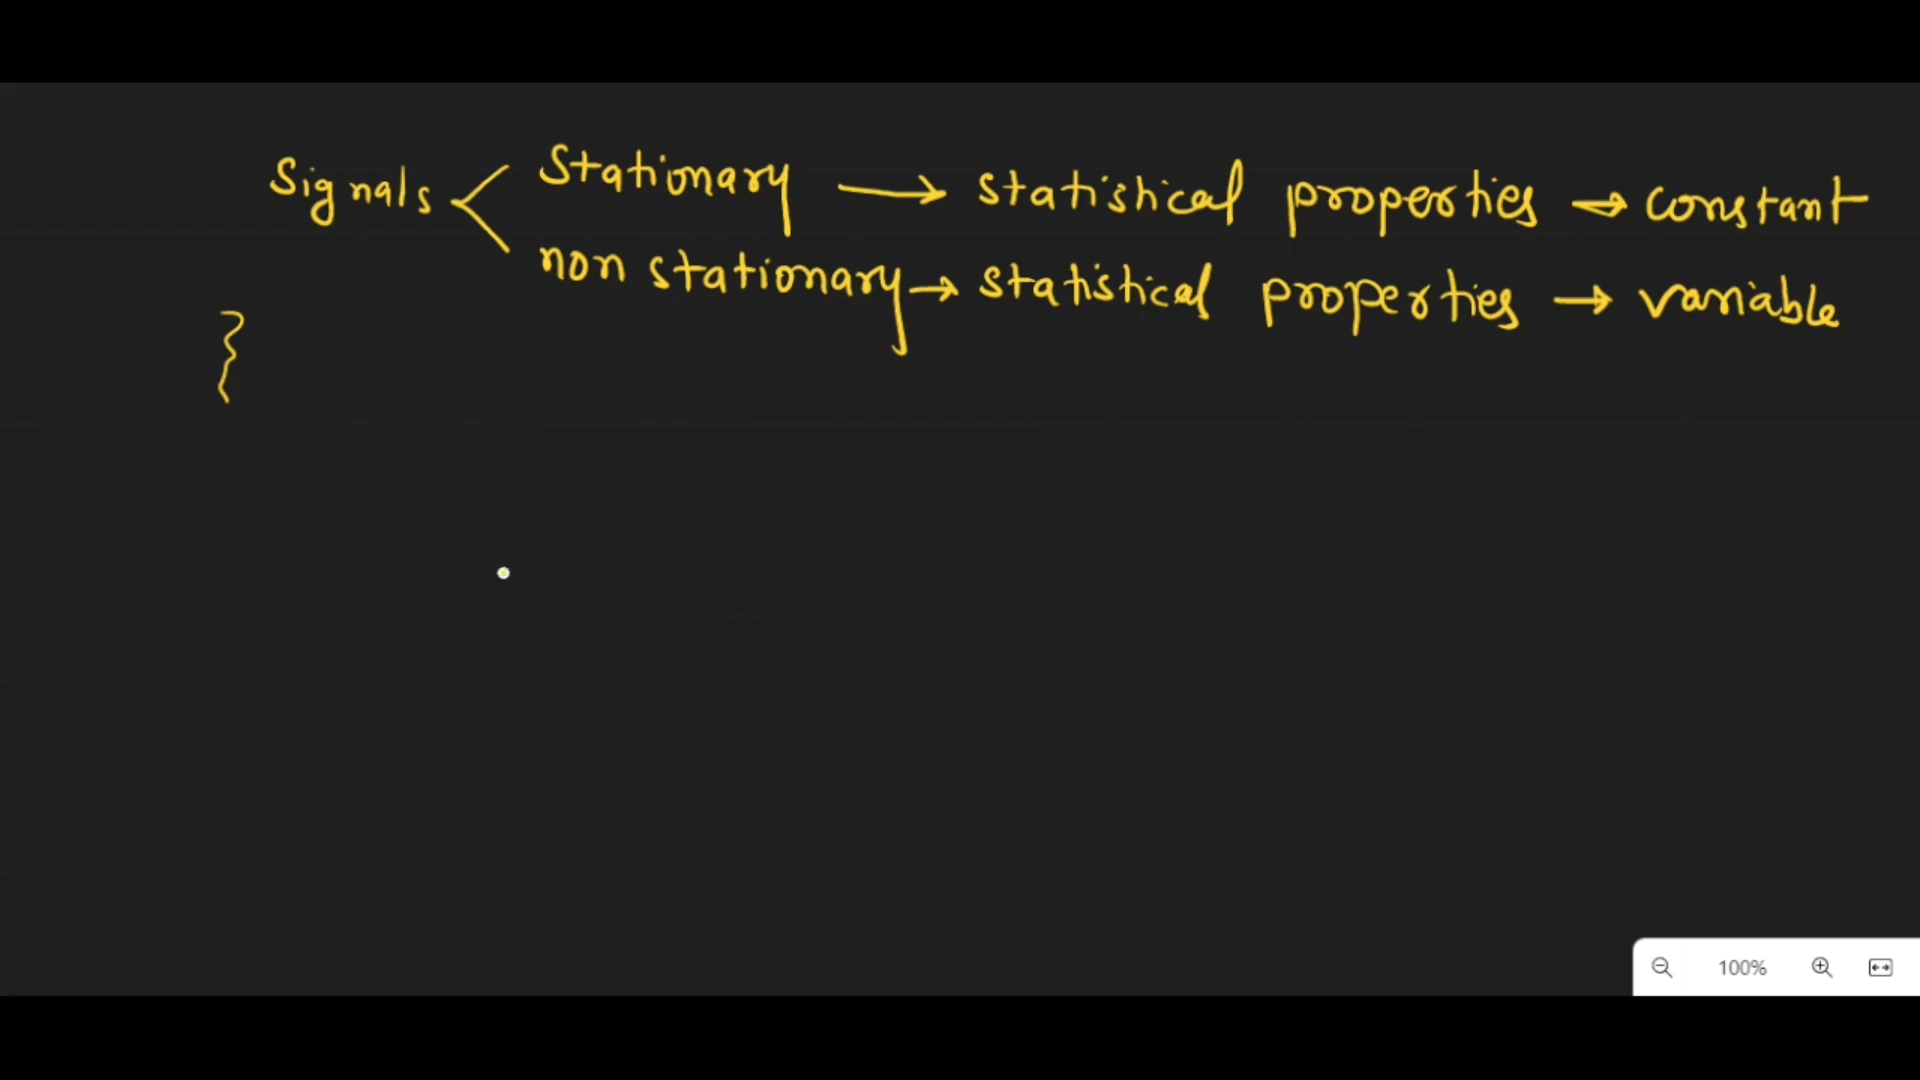 Signals < Stationary → statistical properties → constant
non stationary → statistical properties → variable
}
100%